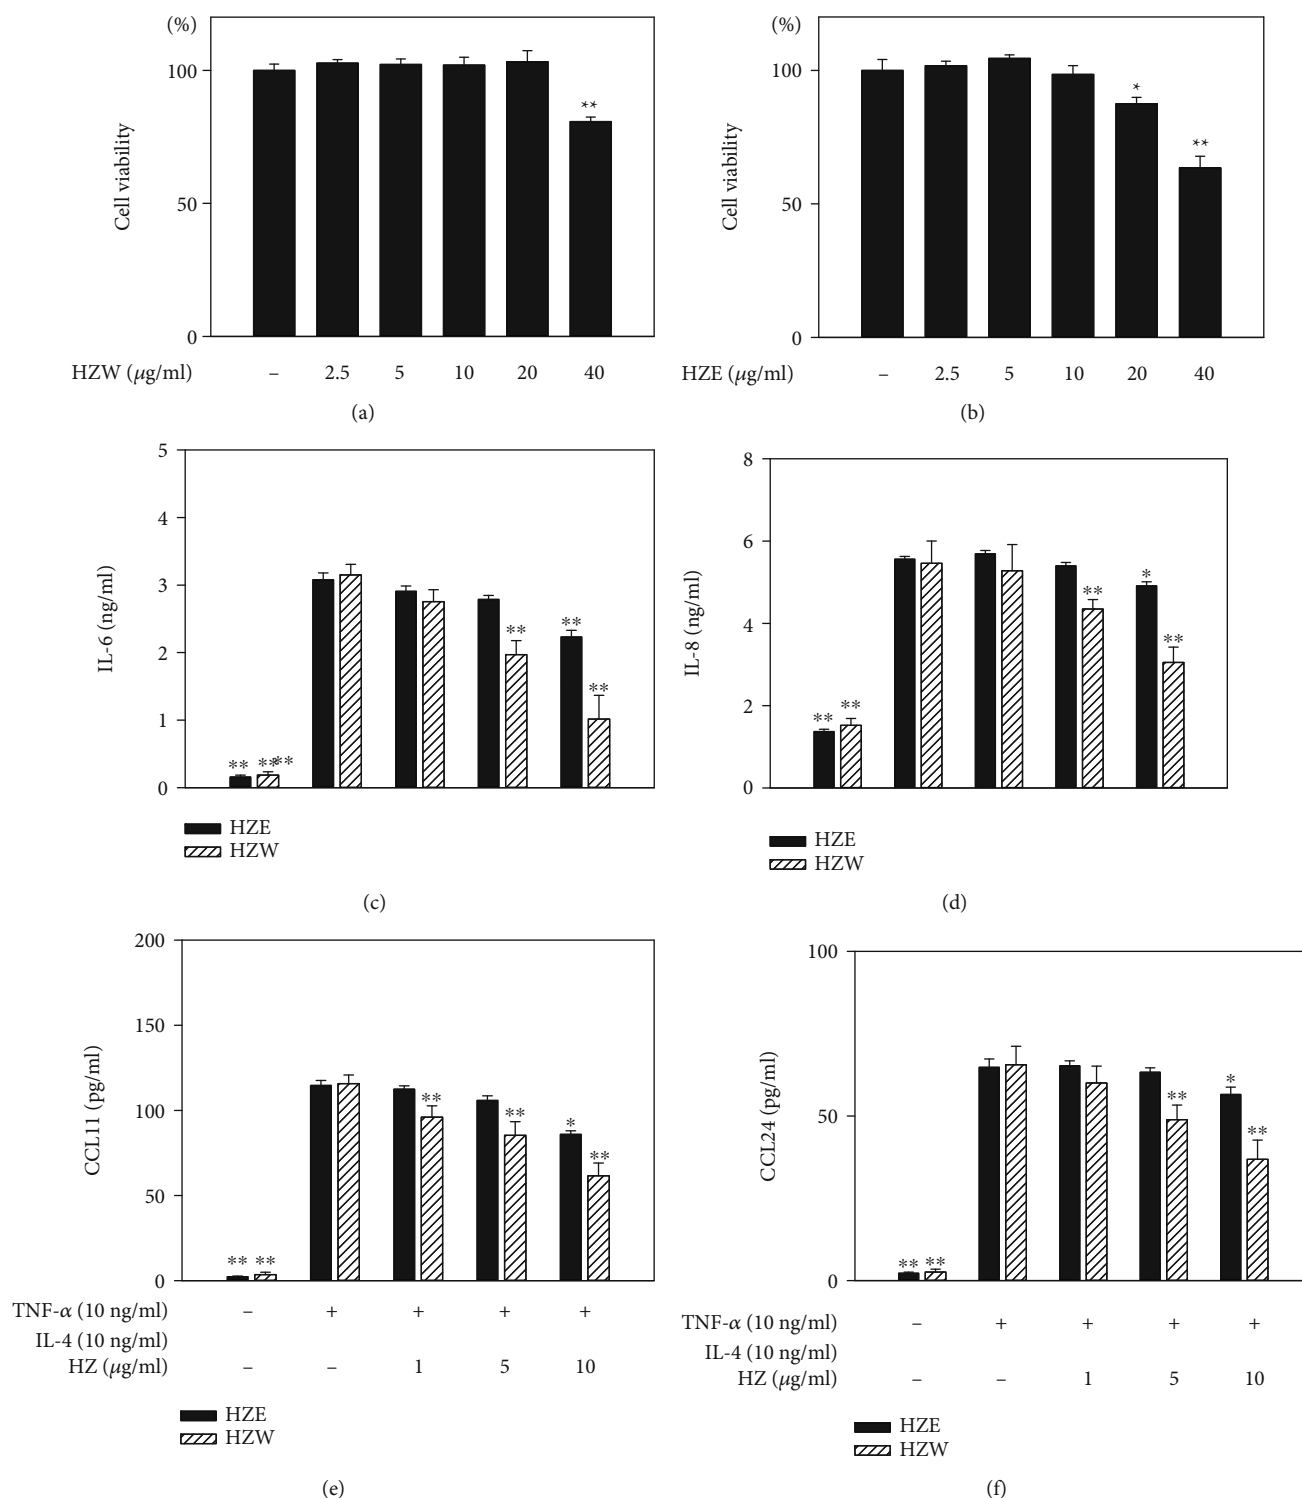 (%)
100
50
0
Cell viability
**
HZW (μg/ml) – 2.5 5 10 20 40
(a)
(%)
100
50
0
Cell viability
*
**
HZE (μg/ml) – 2.5 5 10 20 40
(b)
5
4
3
2
1
0
IL-6 (ng/ml)
** ** **
**
**
**
HZE
HZW
(c)
8
6
4
2
0
IL-8 (ng/ml)
** **
**
*
**
HZE
HZW
(d)
200
150
100
50
0
CCL11 (pg/ml)
** **
**
**
*
**
TNF-α (10 ng/ml) – + + + +
IL-4 (10 ng/ml)
HZ (μg/ml) – – 1 5 10
HZE
HZW
(e)
100
50
0
CCL24 (pg/ml)
** **
**
*
**
TNF-α (10 ng/ml) – + + + +
IL-4 (10 ng/ml)
HZ (μg/ml) – – 1 5 10
HZE
HZW
(f)